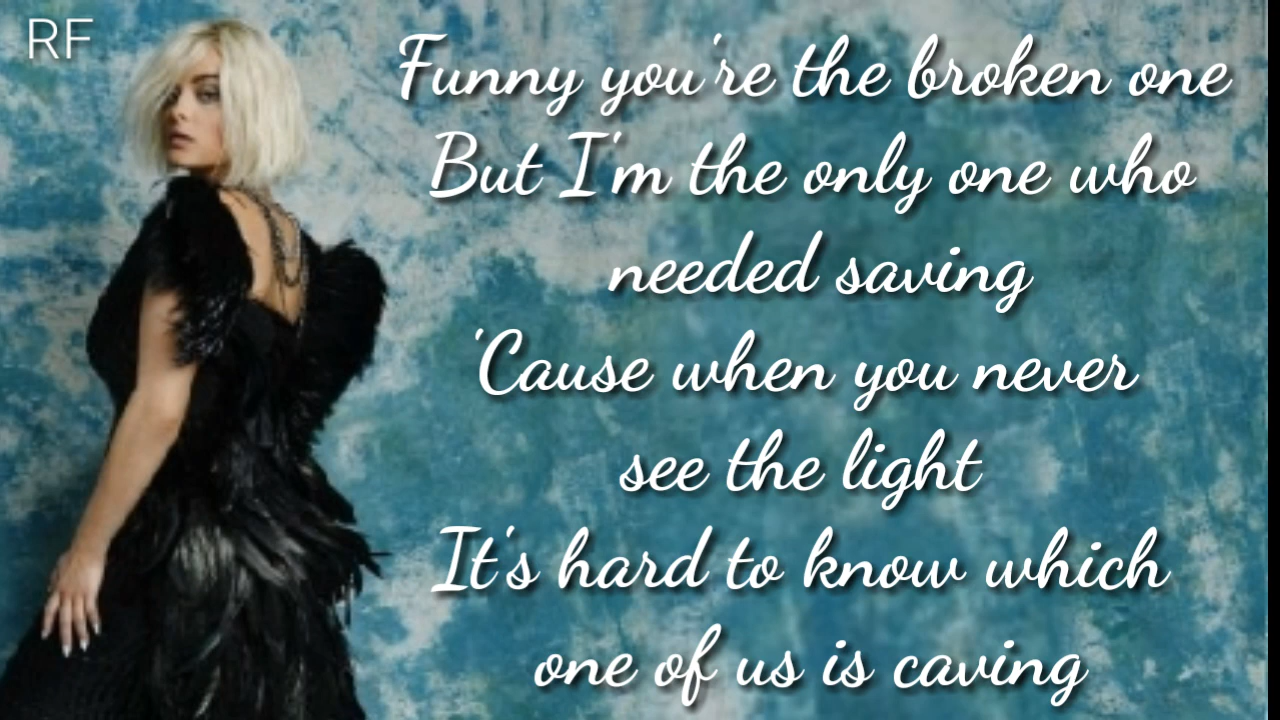 RF
Funny you're the broken one
But I'm the only one who
needed saving
'Cause when you never
see the light
It's hard to know which
one of us is caving